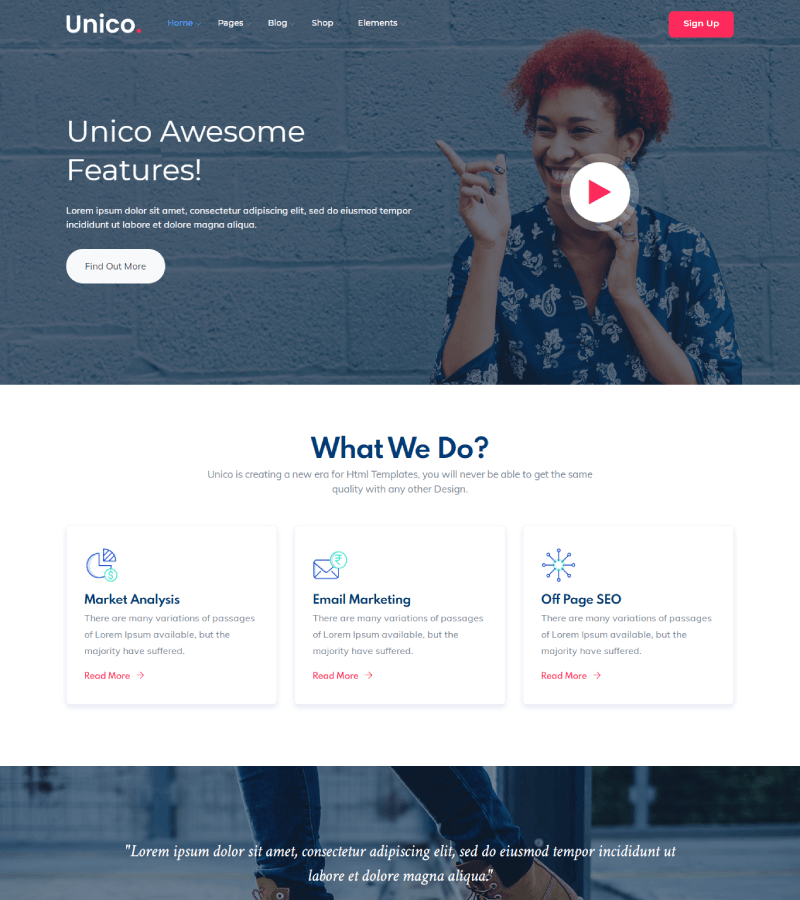 Unico.
Home
Pages
Blog
Shop
Elements
Sign Up
Unico Awesome
Features!
Lorem ipsum dolor sit amet, consectetur adipiscing elit, sed do eiusmod tempor
incididunt ut labore et dolore magna aliqua.
Find Out More
What We Do?
Unico is creating a new era for Html Templates, you will never be able to get the same
quality with any other Design.
Market Analysis
There are many variations of passages
of Lorem Ipsum available, but the
majority have suffered.
Read More
Email Marketing
There are many variations of passages
of Lorem Ipsum available, but the
majority have suffered.
Read More
Off Page SEO
There are many variations of passages
of Lorem Ipsum available, but the
majority have suffered.
Read More
"Lorem ipsum dolor sit amet, consectetur adipiscing elit, sed do eiusmod tempor incididunt ut
labore et dolore magna aliqua."